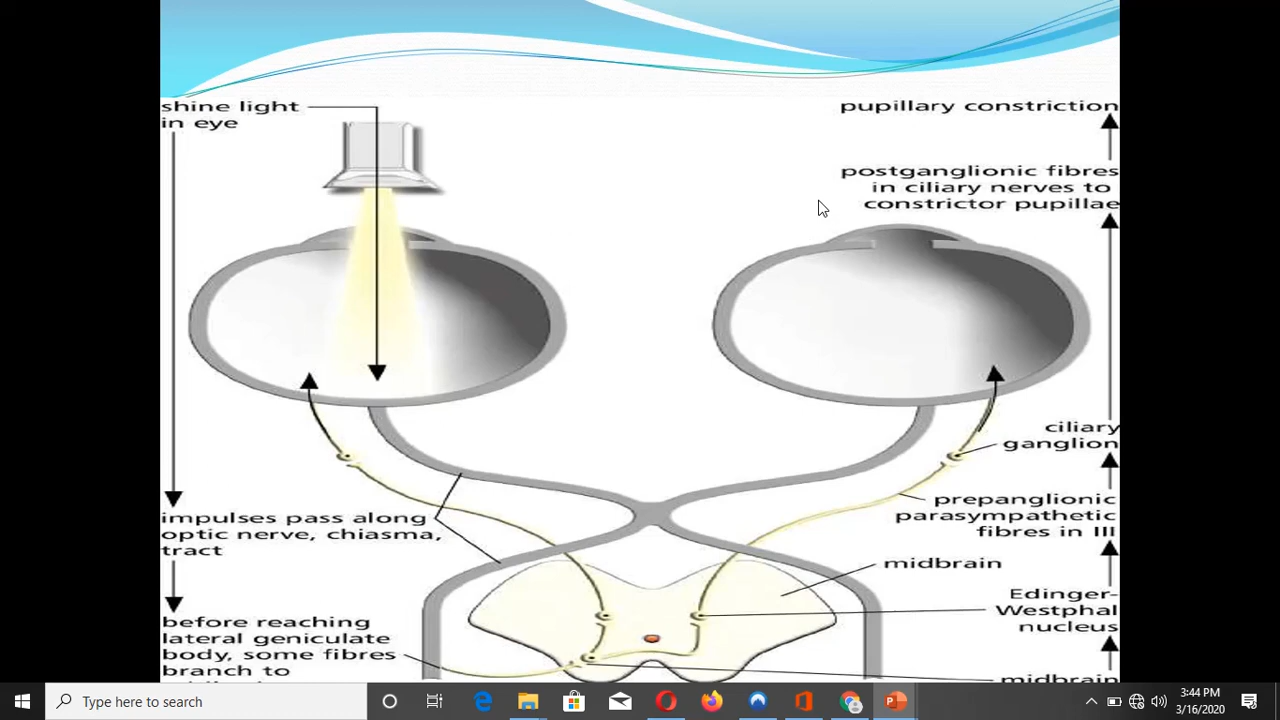 shine light
in eye
pupillary constriction
postganglionic fibres
in ciliary nerves to
constrictor pupillae
ciliary
ganglion
prepanglionic
parasympathetic
fibres in III
impulses pass along
optic nerve, chiasma,
tract
midbrain
Edinger-
Westphal
nucleus
before reaching
lateral geniculate
body, some fibres
branch to
midbrain
Type here to search
3:44 PM
3/16/2020